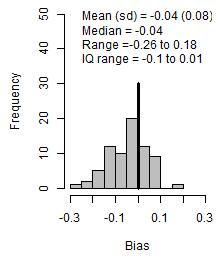 Mean (sd) = -0.04 (0.08)
Median = -0.04
Range =-0.26 to 0.18
IQ range = -0.1 to 0.01
50
40
30
20
10
0
Frequency
-0.3
-0.1
0.1
0.3
Bias